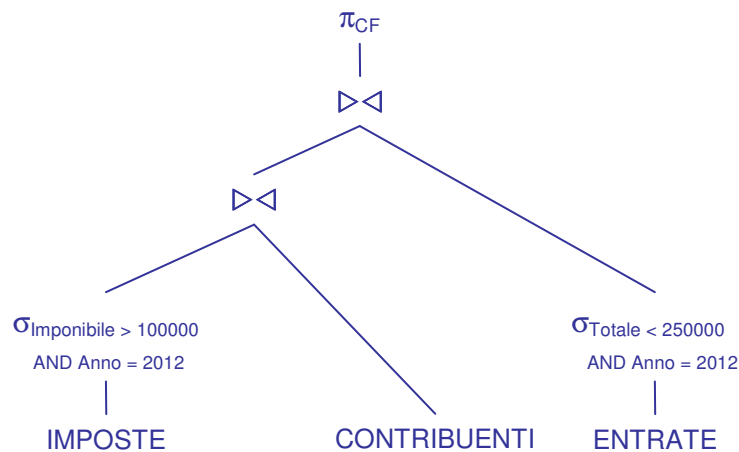 πCF
▷◁
▷◁
σImponibile > 100000
AND Anno = 2012
σTotale < 250000
AND Anno = 2012
IMPOSTE
CONTRIBUENTI
ENTRATE